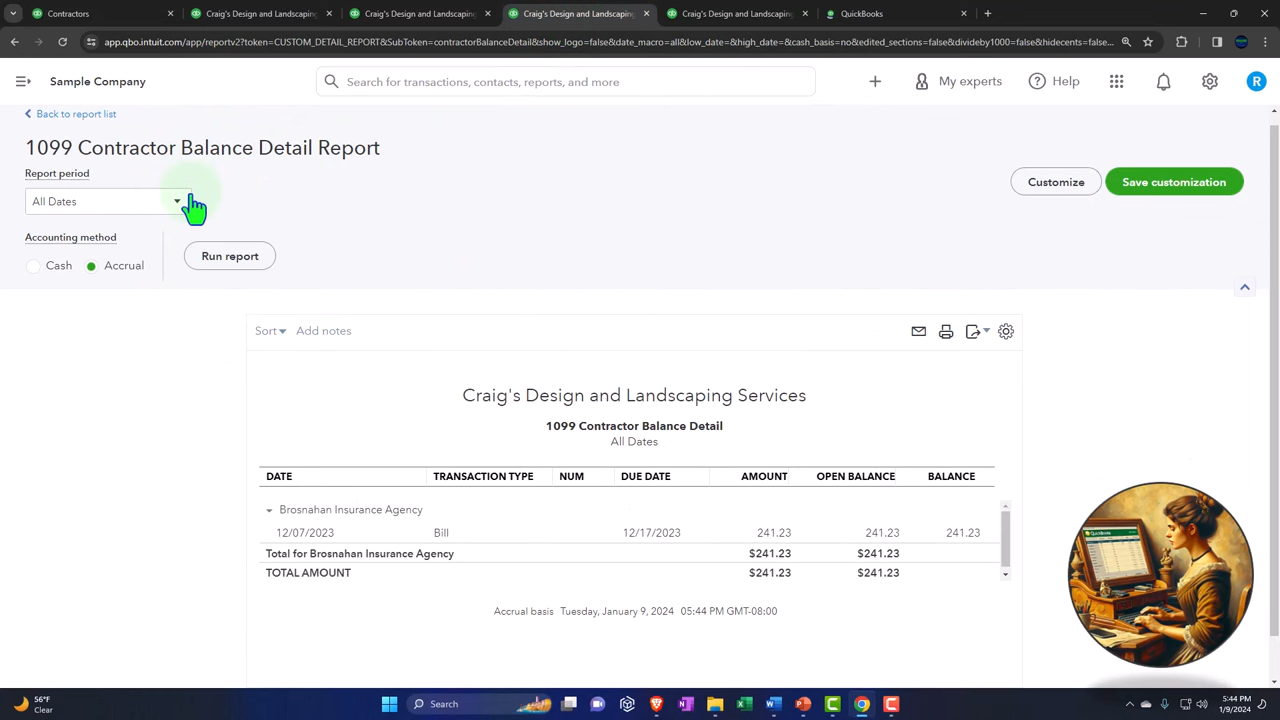 Contractors
Craig's Design and Landscaping
Craig's Design and Landscaping
Craig's Design and Landscaping
Craig's Design and Landscaping
QuickBooks
app.qbo.intuit.com/app/reportv2?token=CUSTOM_DETAIL_REPORT&SubToken=contractorBalanceDetail&show_logo=false&date_macro=all&low_date=&high_date=&cash_basis=no&edited_sections=false&divideby1000=false&hidecents=false&...
Sample Company
Search for transactions, contacts, reports, and more
My experts
Help
R
Back to report list
1099 Contractor Balance Detail Report
Report period
All Dates
Customize
Save customization
Accounting method
Cash
Accrual
Run report
Sort
Add notes
Craig's Design and Landscaping Services
1099 Contractor Balance Detail
All Dates
DATE TRANSACTION TYPE NUM DUE DATE AMOUNT OPEN BALANCE BALANCE
Brosnahan Insurance Agency
12/07/2023 Bill 12/17/2023 241.23 241.23 241.23
Total for Brosnahan Insurance Agency $241.23 $241.23
TOTAL AMOUNT $241.23 $241.23
Accrual basis Tuesday, January 9, 2024 05:44 PM GMT-08:00
56°F
Clear
Search
5:44 PM
1/9/2024